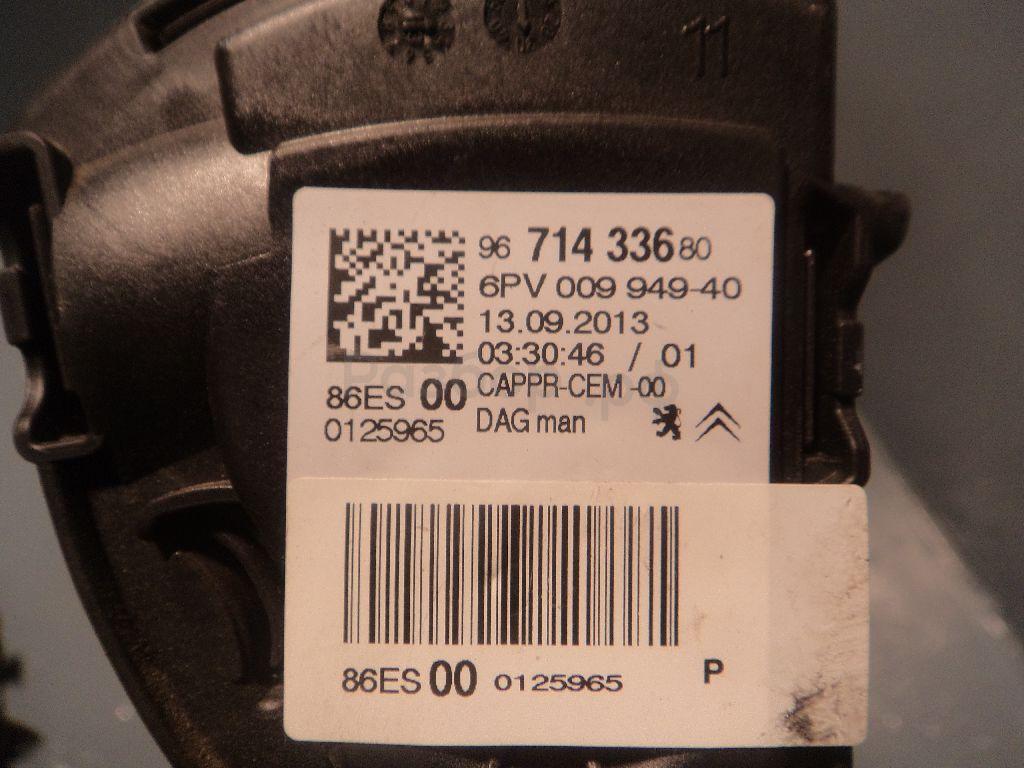 11
96 714 336 80
6PV 009 949-40
13.09.2013
03:30:46 / 01
CAPPR-CEM -00
86ES 00
DAG man
0125965
86ES 00 0125965 P